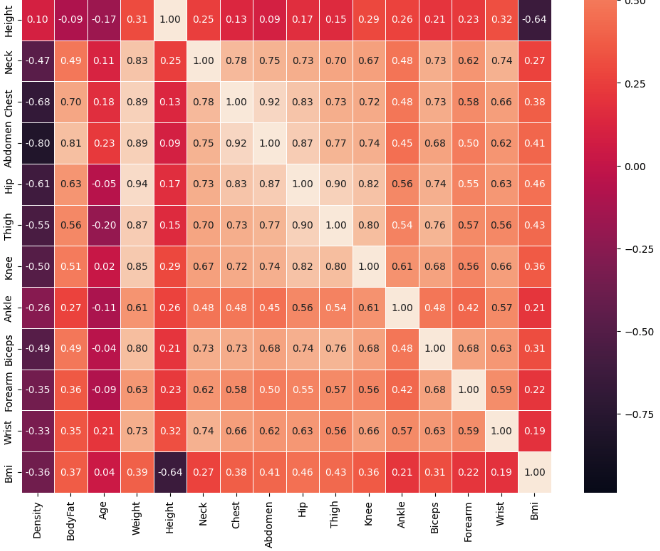 Height 0.10 -0.09 -0.17 0.31 1.00 0.25 0.13 0.09 0.17 0.15 0.29 0.26 0.21 0.23 0.32 -0.64
Neck -0.47 0.49 0.11 0.83 0.25 1.00 0.78 0.75 0.73 0.70 0.67 0.48 0.73 0.62 0.74 0.27
Chest -0.68 0.70 0.18 0.89 0.13 0.78 1.00 0.92 0.83 0.73 0.72 0.48 0.73 0.58 0.66 0.38
Abdomen -0.80 0.81 0.23 0.89 0.09 0.75 0.92 1.00 0.87 0.77 0.74 0.45 0.68 0.50 0.62 0.41
Hip -0.61 0.63 -0.05 0.94 0.17 0.73 0.83 0.87 1.00 0.90 0.82 0.56 0.74 0.55 0.63 0.46
Thigh -0.55 0.56 -0.20 0.87 0.15 0.70 0.73 0.77 0.90 1.00 0.80 0.54 0.76 0.57 0.56 0.43
Knee -0.50 0.51 0.02 0.85 0.29 0.67 0.72 0.74 0.82 0.80 1.00 0.61 0.68 0.56 0.66 0.36
Ankle -0.26 0.27 -0.11 0.61 0.26 0.48 0.48 0.45 0.56 0.54 0.61 1.00 0.48 0.42 0.57 0.21
Biceps -0.49 0.49 -0.04 0.80 0.21 0.73 0.73 0.68 0.74 0.76 0.68 0.48 1.00 0.68 0.63 0.31
Forearm -0.35 0.36 -0.09 0.63 0.23 0.62 0.58 0.50 0.55 0.57 0.56 0.42 0.68 1.00 0.59 0.22
Wrist -0.33 0.35 0.21 0.73 0.32 0.74 0.66 0.62 0.63 0.56 0.66 0.57 0.63 0.59 1.00 0.19
Bmi -0.36 0.37 0.04 0.39 -0.64 0.27 0.38 0.41 0.46 0.43 0.36 0.21 0.31 0.22 0.19 1.00
Density BodyFat Age Weight Height Neck Chest Abdomen Hip Thigh Knee Ankle Biceps Forearm Wrist Bmi
0.50
0.00
−0.25
−0.50
−0.75